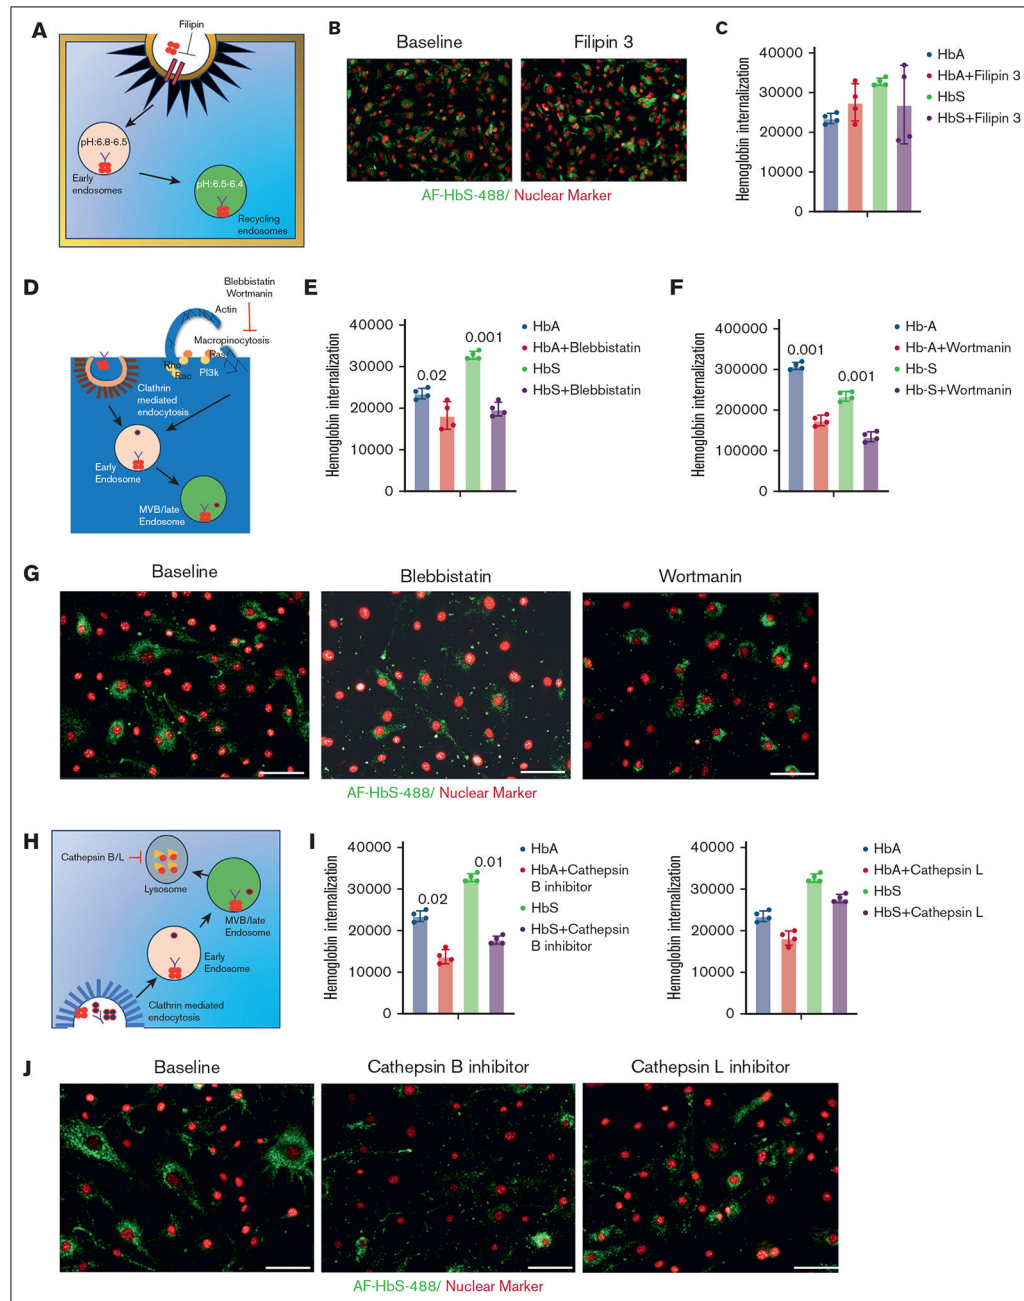 A
Filipin
pH:6.8-6.5
Early
endosomes
pH:6.5-6.4
Recycling
endosomes
B
Baseline
Filipin 3
AF-HbS-488/ Nuclear Marker
C
Hemoglobin internalization
40000
30000
20000
10000
0
HbA
HbA+Filipin 3
HbS
HbS+Filipin 3
D
Blebbistatin
Wortmanin
Actin
Macropinocytosis
Ras
Rho
Rac
PI3k
Clathrin
mediated
endocytosis
Early
Endosome
MVB/late
Endosome
E
Hemoglobin internalization
40000
30000
20000
10000
0
0.02
0.001
HbA
HbA+Blebbistatin
HbS
HbS+Blebbistatin
F
Hemoglobin internalization
400000
300000
200000
100000
0
0.001
0.001
Hb-A
Hb-A+Wortmanin
Hb-S
Hb-S+Wortmanin
G
Baseline
Blebbistatin
Wortmanin
AF-HbS-488/ Nuclear Marker
H
Cathepsin B/L
Lysosome
MVB/late
Endosome
Early
Endosome
Clathrin mediated
endocytosis
I
Hemoglobin internalization
40000
30000
20000
10000
0
0.02
0.01
HbA
HbA+Cathepsin
B inhibitor
HbS
HbS+Cathepsin
B inhibitor
Hemoglobin internalization
40000
30000
20000
10000
0
HbA
HbA+Cathepsin L
HbS
HbS+Cathepsin L
J
Baseline
Cathepsin B inhibitor
Cathepsin L inhibitor
AF-HbS-488/ Nuclear Marker